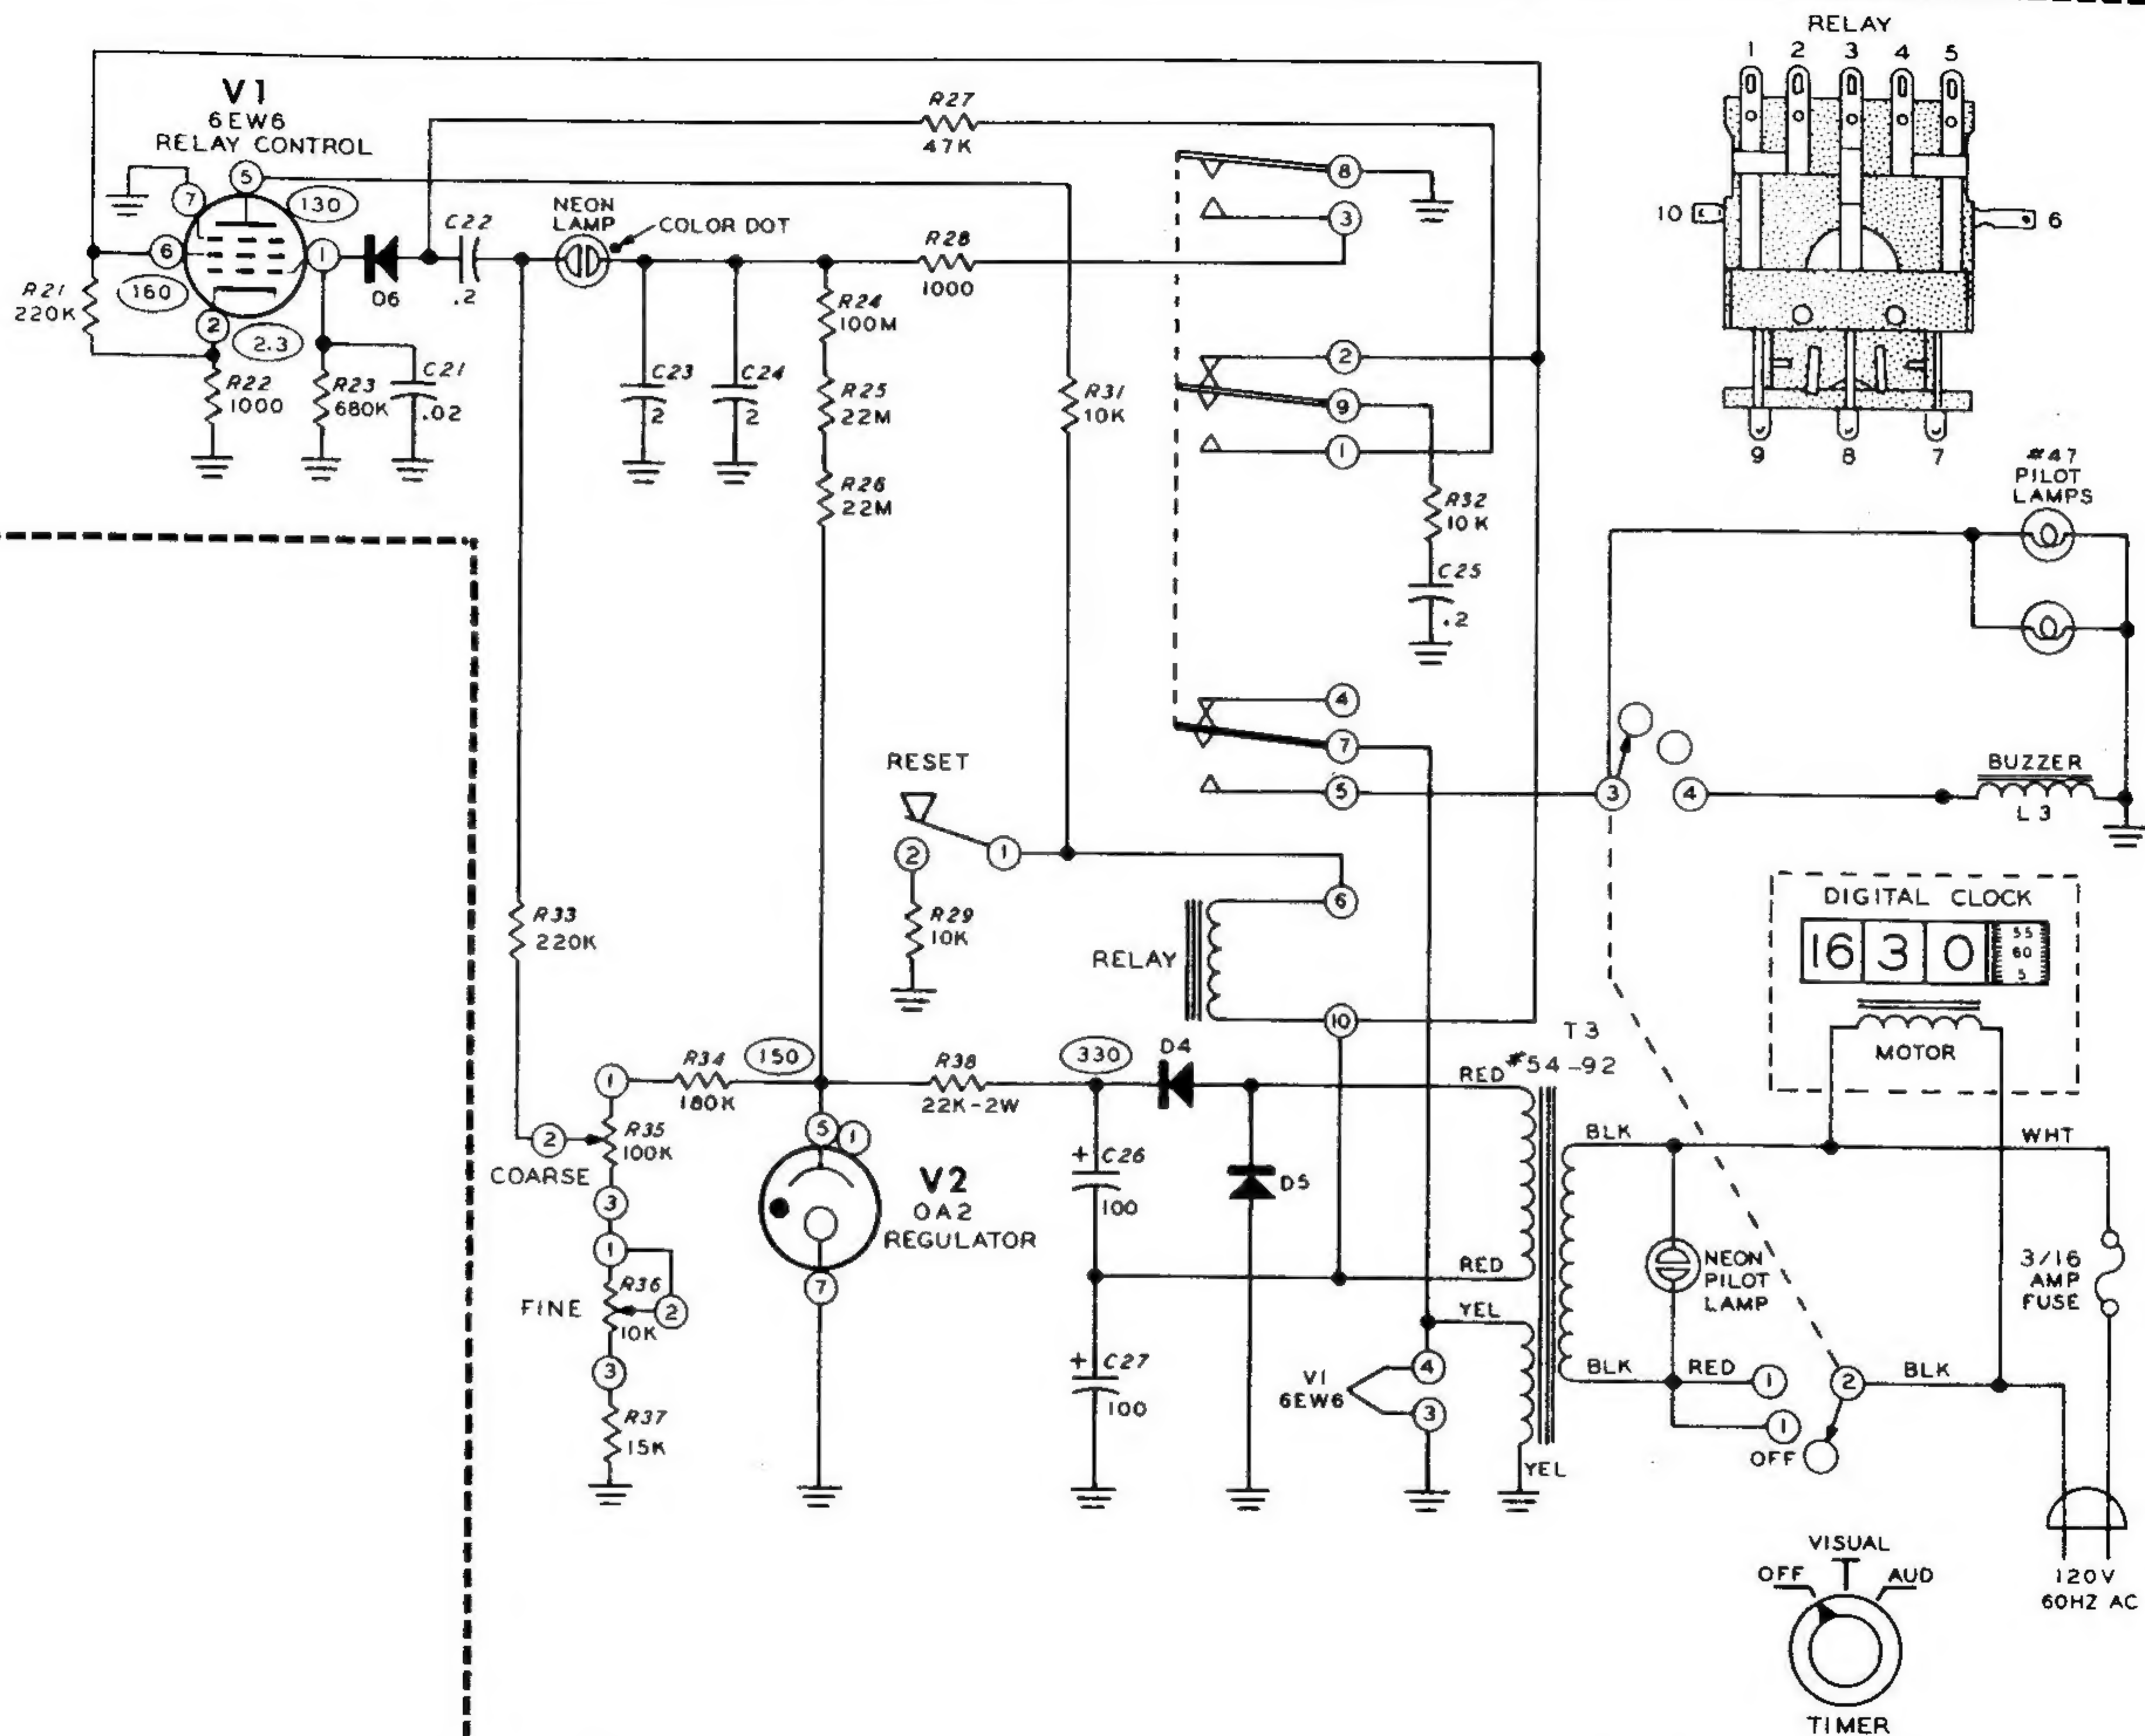 RELAY
1 2 3 4 5
10
6
9 8 7
V1
6EW6
RELAY CONTROL
5
7
130
6
1
160
2
2.3
R21
220K
R22
1000
R23
680K
C21
.02
D6
C22
.2
NEON
LAMP
COLOR DOT
R27
47K
R28
1000
C23
2
C24
2
R24
100M
R25
22M
R26
22M
R31
10K
8
3
2
9
1
R32
10K
C25
.2
4
7
5
#47
PILOT
LAMPS
3
4
BUZZER
L3
RESET
2
1
R29
10K
RELAY
6
10
R33
220K
DIGITAL CLOCK
16 3 0
55
60
5
MOTOR
1
R34
180K
150
R38
22K-2W
330
D4
T3
#54-92
RED
2
R35
100K
COARSE
3
5
1
V2
OA2
REGULATOR
7
+ C26
100
D5
BLK
WHT
1
R36
10K
2
FINE
3
R37
15K
RED
YEL
+ C27
100
V1
6EW6
4
3
YEL
NEON
PILOT
LAMP
3/16
AMP
FUSE
BLK
RED
1
2
BLK
1
OFF
120V
60HZ AC
VISUAL
OFF
AUD
TIMER